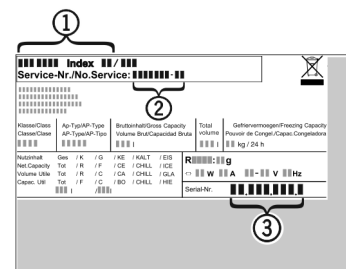 1
Index /
Service-Nr./No.Service: -
2
Klasse/Class Ap-Typ/AP-Type Bruttoinhalt/Gross Capacity Total Gefriervermoegen/Freezing Capacity
Classe/Clase AP-Type/AP-Tipo Volume Brut/Capacidad Bruta volume Pouvoir de Congel./Capac.Congeladora
l l kg / 24 h
Nutzinhalt Ges / K / G / KE / KALT / EIS
Net.Capacity Tot / R / F / CE / CHILL / ICE
Volume Utile Tot / R / C / CA / CHILL / GLA
Capac. Util Tot / F / C / BO / CHILL / HIE
l / l
R : g
W A - V Hz
Serial-Nr. . . .
3